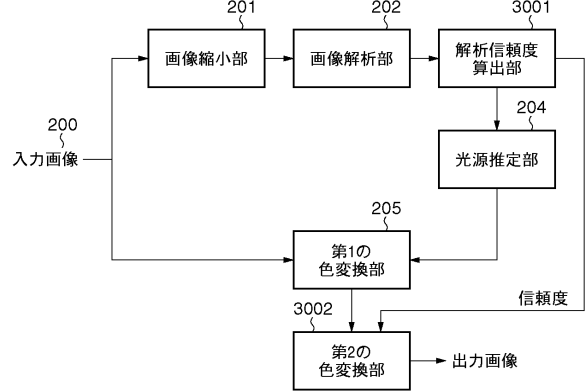 201
202
3001
画像縮小部
画像解析部
解析信頼度
算出部
200
入力画像
204
光源推定部
205
第1の
色変換部
信頼度
3002
第2の
色変換部
出力画像